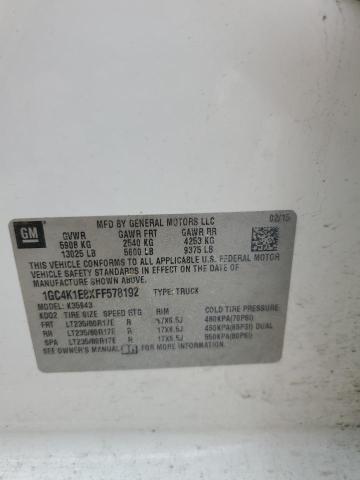 GM
MFD BY GENERAL MOTORS LLC 02/15
GVWR GAWR FRT GAWR RR
5908 KG 2540 KG 4253 KG
13025 LB 5600 LB 9375 LB
THIS VEHICLE CONFORMS TO ALL APPLICABLE U.S. FEDERAL MOTOR
VEHICLE SAFETY STANDARDS IN EFFECT ON THE DATE OF
MANUFACTURE SHOWN ABOVE.
1GC4K1E8XFF578192 TYPE: TRUCK
MODEL: K35943
TIRE SIZE SPEED RTG RIM COLD TIRE PRESSURE
FRT LT235/80R17E R 17X6.5J
RR LT235/80R17E R 17X6.5J DUAL
SPA LT235/80R17E R 17X6.5J
SEE OWNER'S MANUAL FOR MORE INFORMATION.